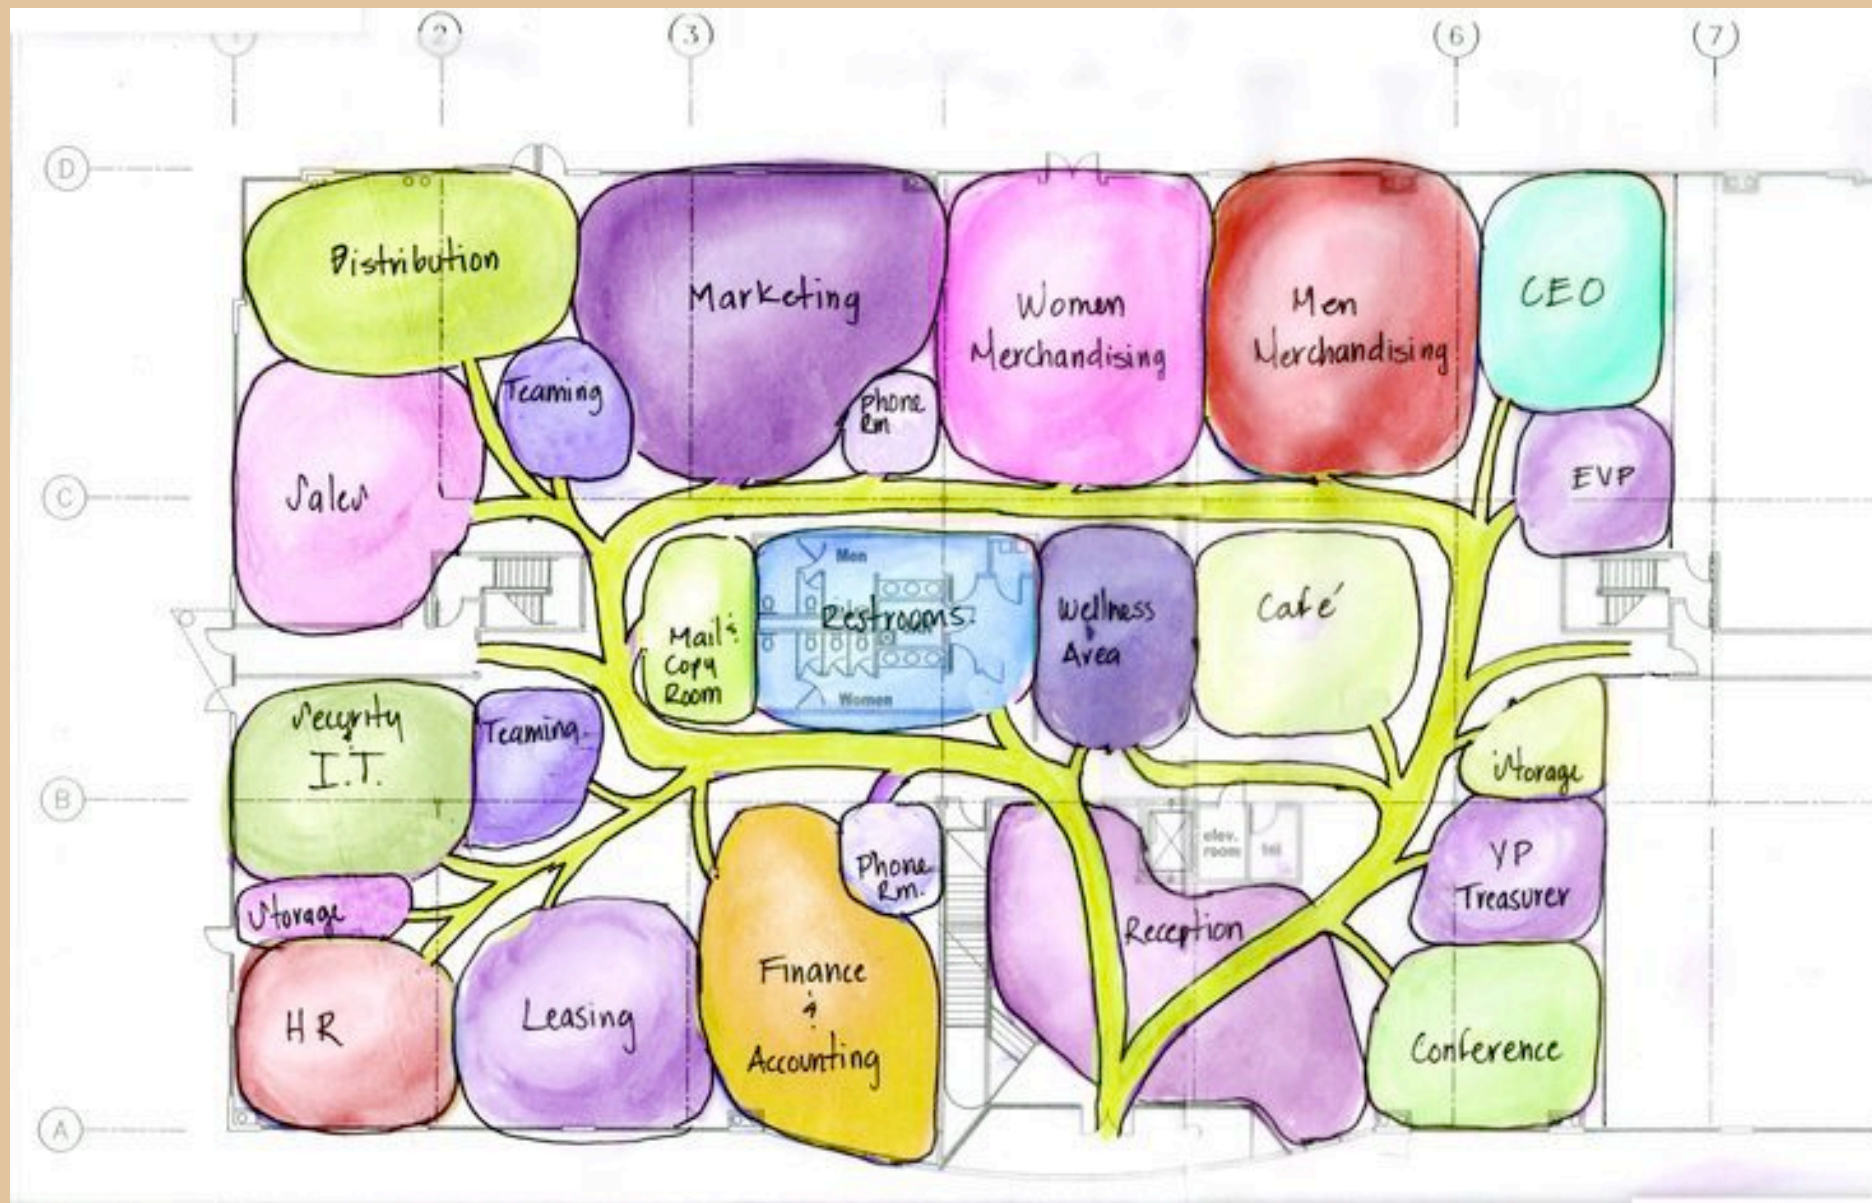 1
2
3
6
7
D
C
B
A
Distribution
Marketing
Women
Merchandising
Men
Merchandising
CEO
Teaming
phone
Rm
Sales
EVP
Men
Mail &
Copy
Room
Restrooms
Women
Wellness
Area
Café
Security
I.T.
Teaming
Storage
elev.
room
tel
Phone
Rm.
VP
Treasurer
Storage
Reception
Finance
&
Accounting
HR
Leasing
Conference